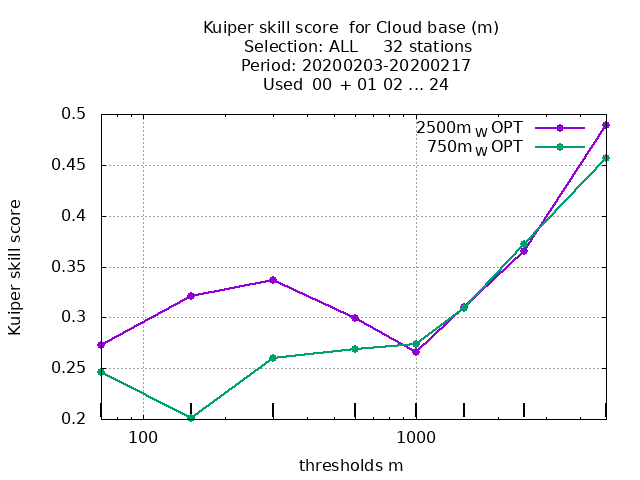 Kuiper skill score  for Cloud base (m)
Selection: ALL     32 stations
Period: 20200203-20200217
Used  00 + 01 02 ... 24
2500m_W OPT
750m_W OPT
0.5
0.45
0.4
0.35
0.3
0.25
0.2
Kuiper skill score
100
1000
thresholds m